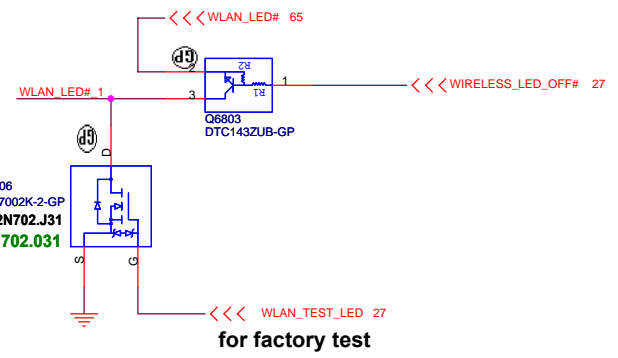 WLAN_LED# 65
GP
2
R2
R1
1
WIRELESS_LED_OFF# 27
WLAN_LED#_1
3
Q6803
DTC143ZUB-GP
GP
D
06
7002K-2-GP
2N702.J31
702.031
S
G
WLAN_TEST_LED 27
for factory test